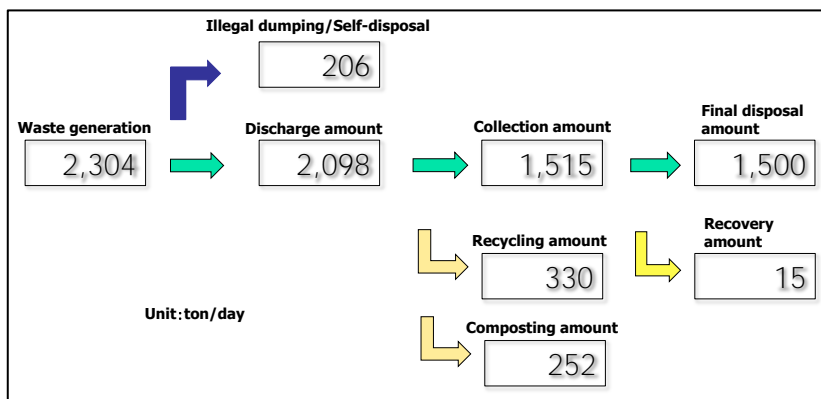 Illegal dumping/Self-disposal
206
Waste generation
2,304
Discharge amount
2,098
Collection amount
1,515
Final disposal
amount
1,500
Recycling amount
330
Recovery
amount
15
Unit:ton/day
Composting amount
252